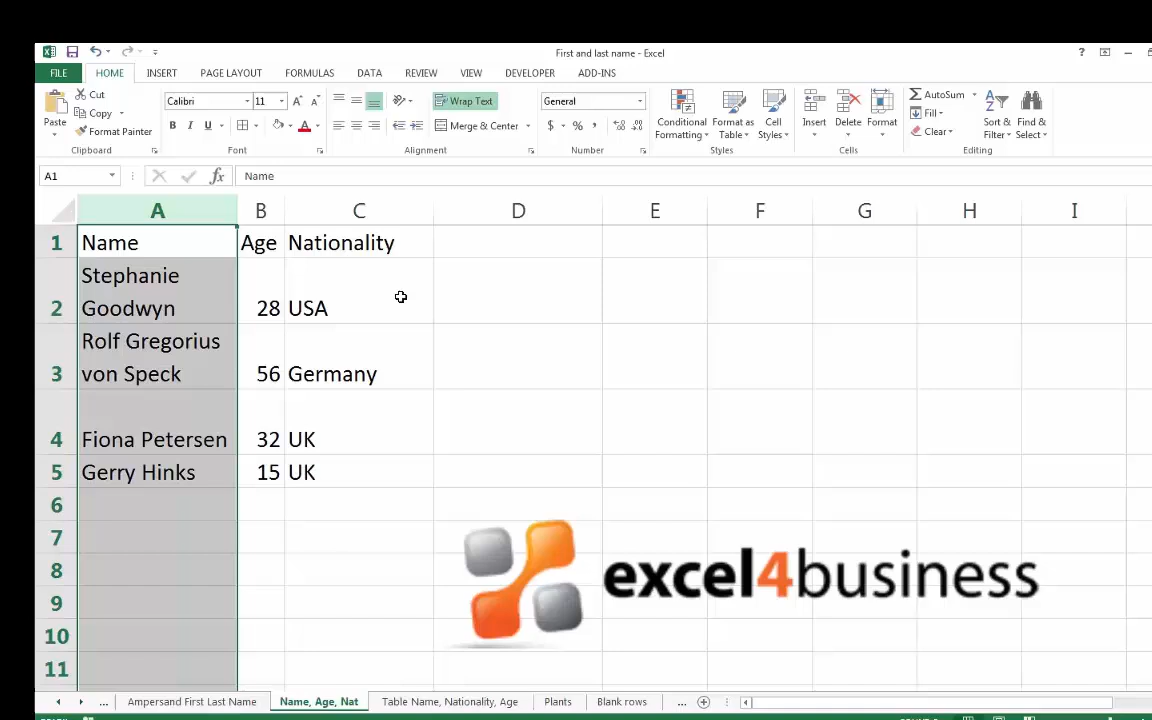 First and last name - Excel
?
FILE HOME INSERT PAGE LAYOUT FORMULAS DATA REVIEW VIEW DEVELOPER ADD-INS
Paste
Cut
Copy
Format Painter
Clipboard
Calibri 11
B I U
Font
Wrap Text
Merge & Center
Alignment
General
$ % ,
Number
Conditional Formatting
Format as Table
Cell Styles
Styles
Insert
Delete
Format
Cells
AutoSum
Fill
Clear
Sort & Filter
Find & Select
Editing
A1 fx Name
A B C D E F G H I
1 Name Age Nationality
Stephanie
2 Goodwyn 28 USA
Rolf Gregorius
3 von Speck 56 Germany
4 Fiona Petersen 32 UK
5 Gerry Hinks 15 UK
6
7
8
9
10
11
excel4business
... Ampersand First Last Name Name, Age, Nat Table Name, Nationality, Age Plants Blank rows ...